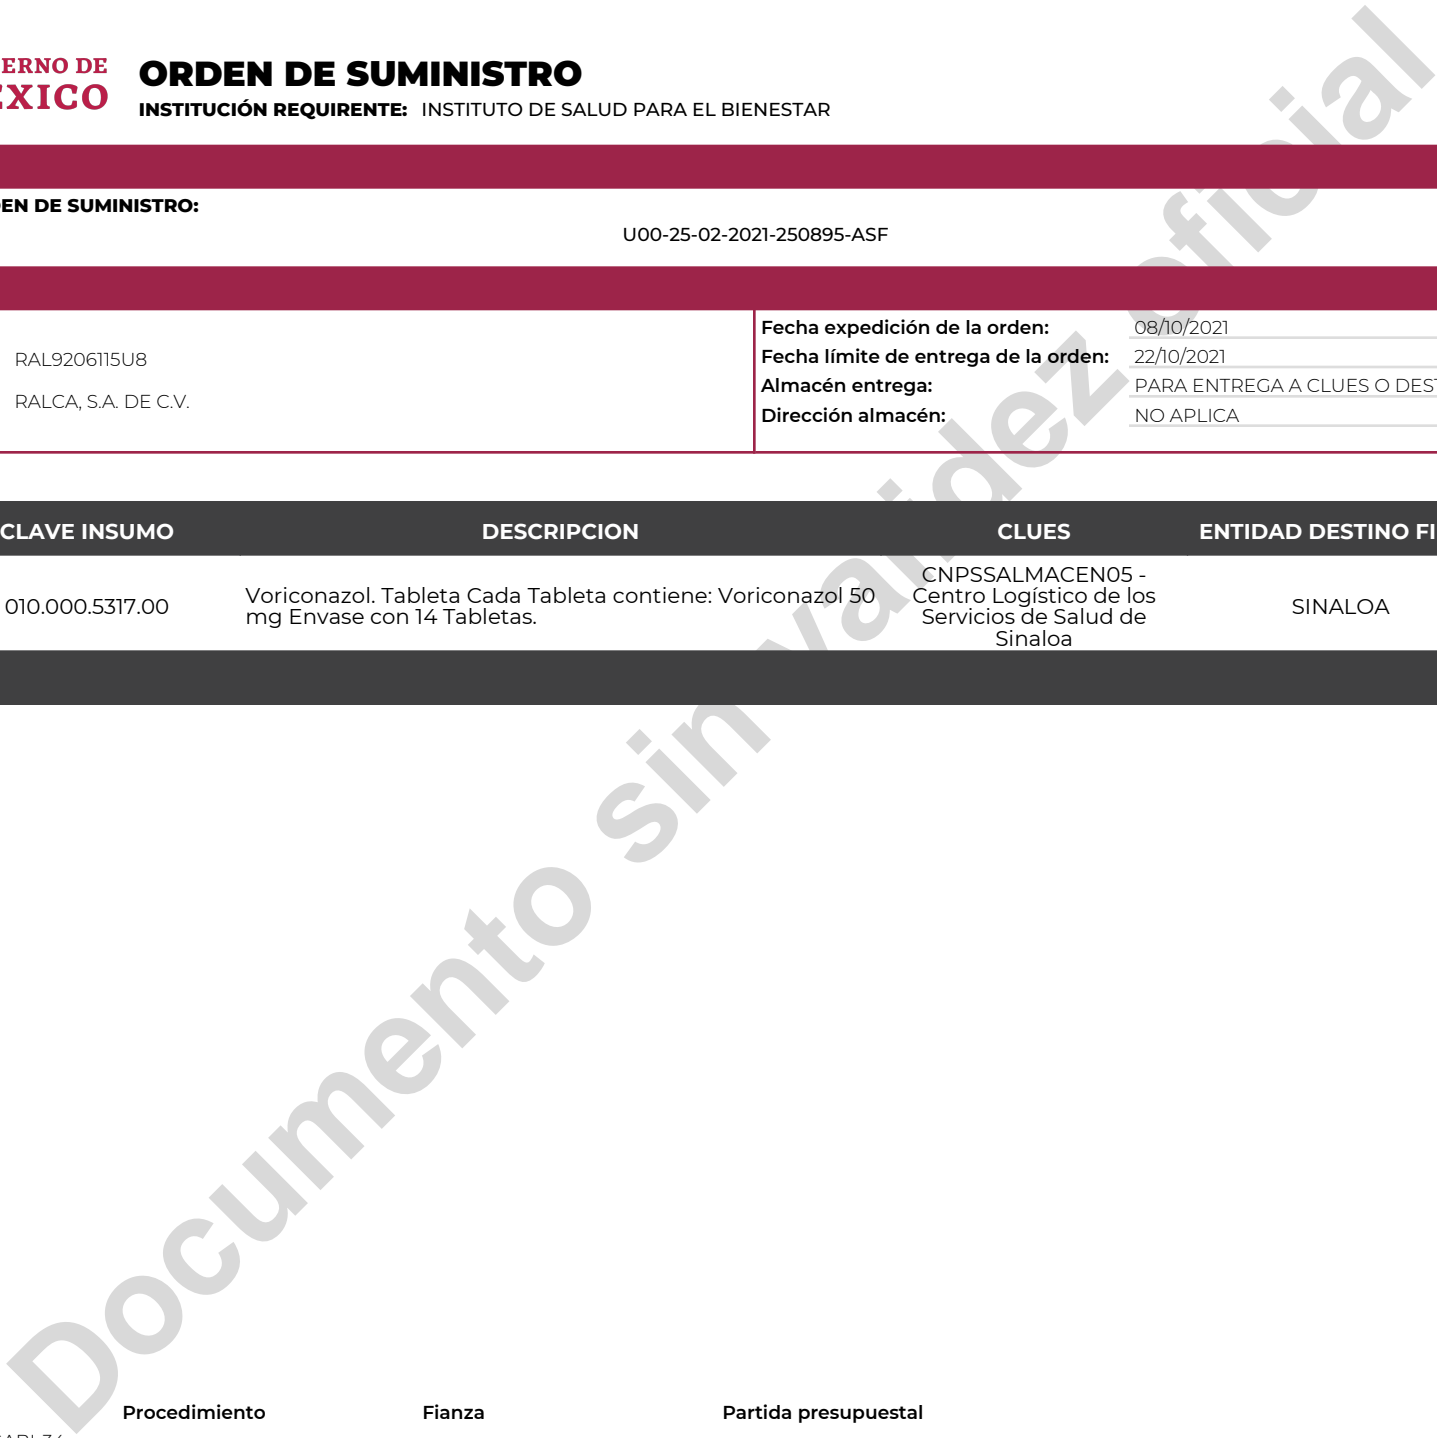 ERNO DE
EXICO
ORDEN DE SUMINISTRO
INSTITUCIÓN REQUIRENTE: INSTITUTO DE SALUD PARA EL BIENESTAR
EN DE SUMINISTRO:
U00-25-02-2021-250895-ASF
RAL9206115U8
RALCA, S.A. DE C.V.
Fecha expedición de la orden: 08/10/2021
Fecha límite de entrega de la orden: 22/10/2021
Almacén entrega: PARA ENTREGA A CLUES O DEST
Dirección almacén: NO APLICA
CLAVE INSUMO DESCRIPCION CLUES ENTIDAD DESTINO FI
010.000.5317.00
Voriconazol. Tableta Cada Tableta contiene: Voriconazol 50
mg Envase con 14 Tabletas.
CNPSSALMACEN05 -
Centro Logístico de los
Servicios de Salud de
Sinaloa
SINALOA
Documento sin validez oficial
Procedimiento Fianza Partida presupuestal